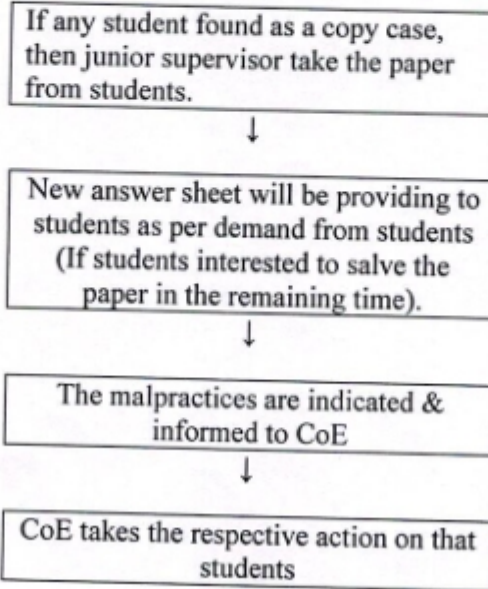 If any student found as a copy case,
then junior supervisor take the paper
from students.
↓
New answer sheet will be providing to
students as per demand from students
(If students interested to salve the
paper in the remaining time).
↓
The malpractices are indicated &
informed to CoE
↓
CoE takes the respective action on that
students